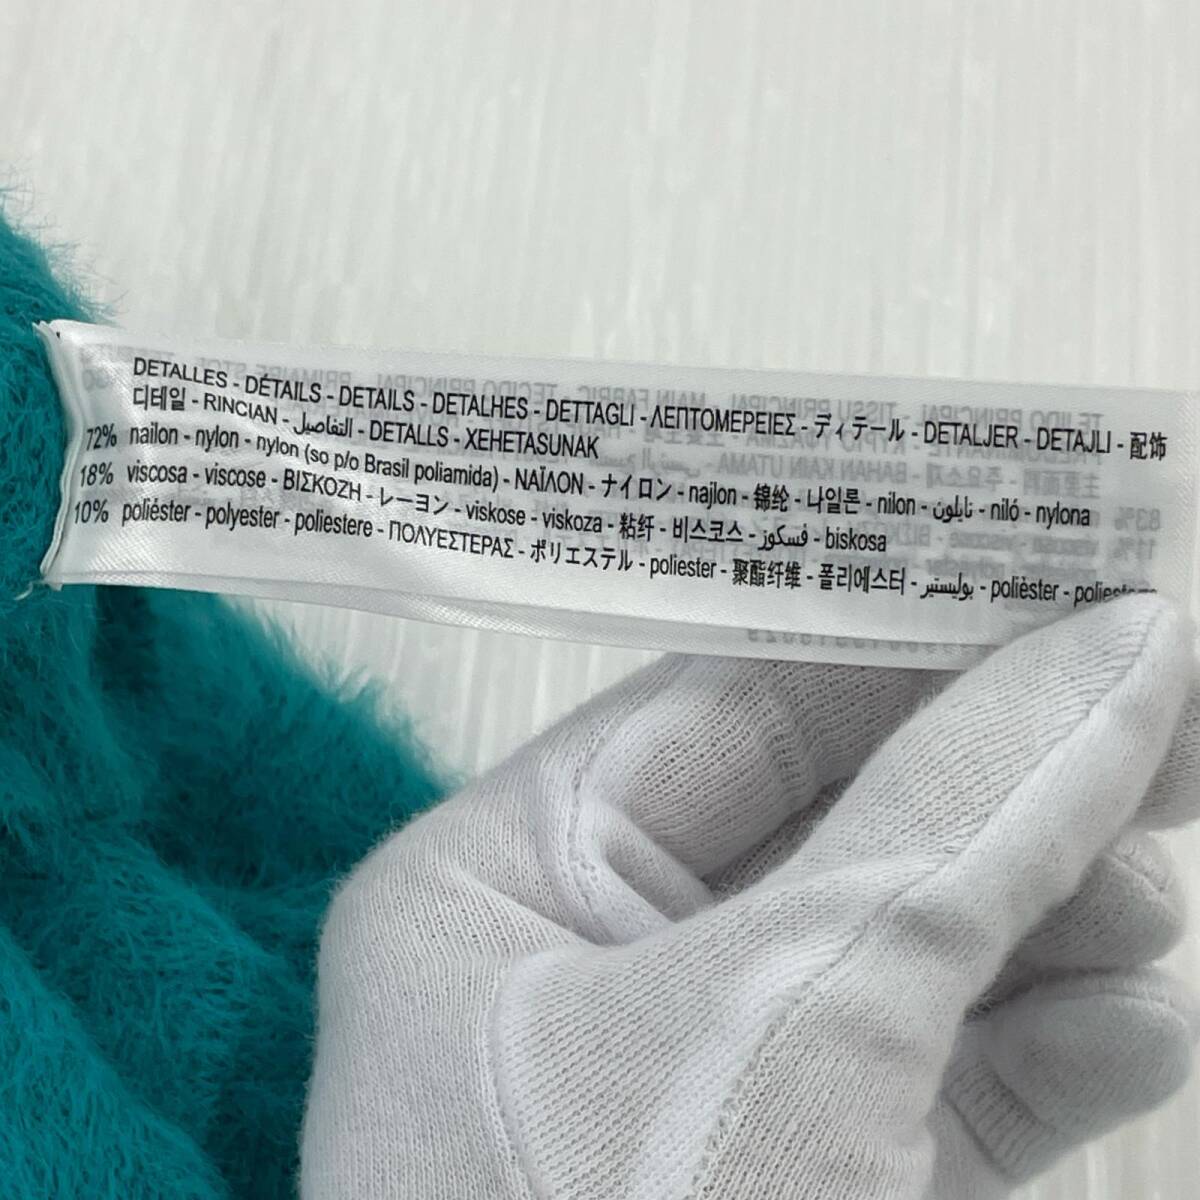 DETALLES - DÉTAILS - DETAILS - DETALHES - DETTAGLI - ΛΕΠΤΟΜΕΡΕΙΕΣ - ディテール - DETALJER - DETAJLI - 配饰
디테일 - RINCIAN - التفاصيل - DETALLS - XEHETASUNAK
72% nailon - nylon - nylon (so p/o Brasil poliamida) - ΝΑΪΛΟΝ - ナイロン - najlon - 锦纶 - 나일론 - nilon - نايلون - niló - nylona
18% viscosa - viscose - ΒΙΣΚΟΖΗ - レーヨン - viskose - viskoza - 粘纤 - 비스코스 - فسكوز - biskosa
10% poliéster - polyester - poliestere - ΠΟΛΥΕΣΤΕΡΑΣ - ポリエステル - poliester - 聚酯纤维 - 폴리에스터 - بوليستير - polièster